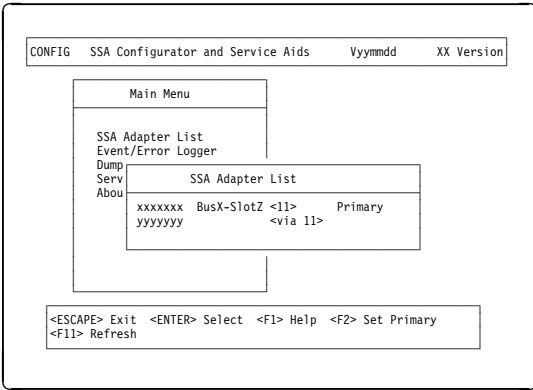 CONFIG SSA Configurator and Service Aids Vyymmdd XX Version
Main Menu
SSA Adapter List
Event/Error Logger
Dump
Serv
Abou
SSA Adapter List
xxxxxxx BusX-SlotZ <11> Primary
yyyyyyy <via 11>
<ESCAPE> Exit <ENTER> Select <F1> Help <F2> Set Primary
<F11> Refresh